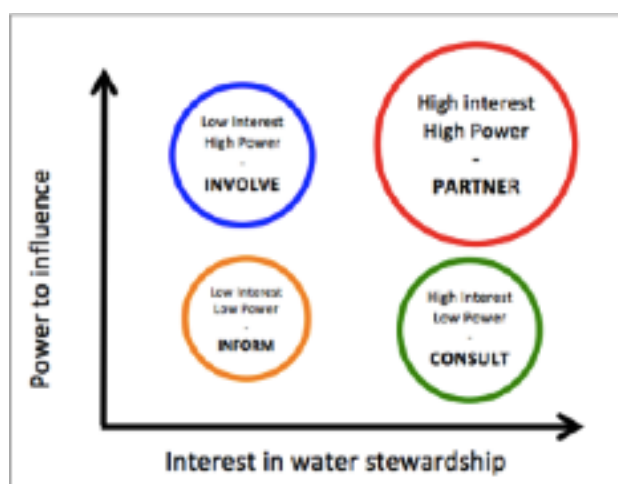 Power to influence
Low Interest
High Power
-
INVOLVE
High interest
High Power
-
PARTNER
Low Interest
Low Power
-
INFORM
High Interest
Low Power
-
CONSULT
Interest in water stewardship